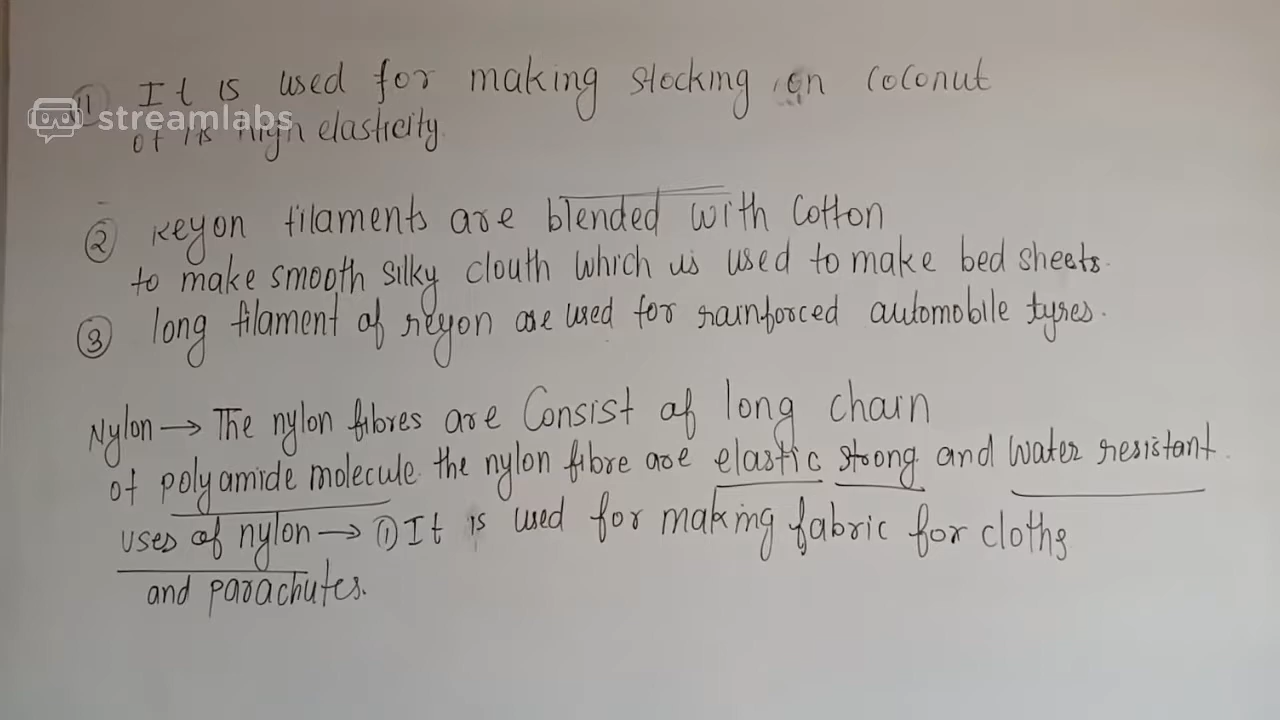 ① It is used for making stocking on coconut
streamlabs
of its high elasticity.
② Reyon filaments are blended with cotton
to make smooth silky clouth which is used to make bed sheets.
③ long filament of reyon are used for rainforced automobile tyres.
Nylon → The nylon fibres are Consist of long chain
of polyamide molecule. the nylon fibre are elastic strong and water resistant.
uses of nylon → ① It is used for making fabric for cloths
and parachutes.